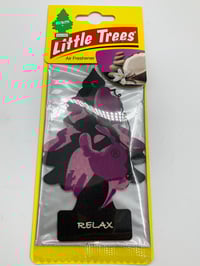 Little Trees
Air Freshener
RELAX